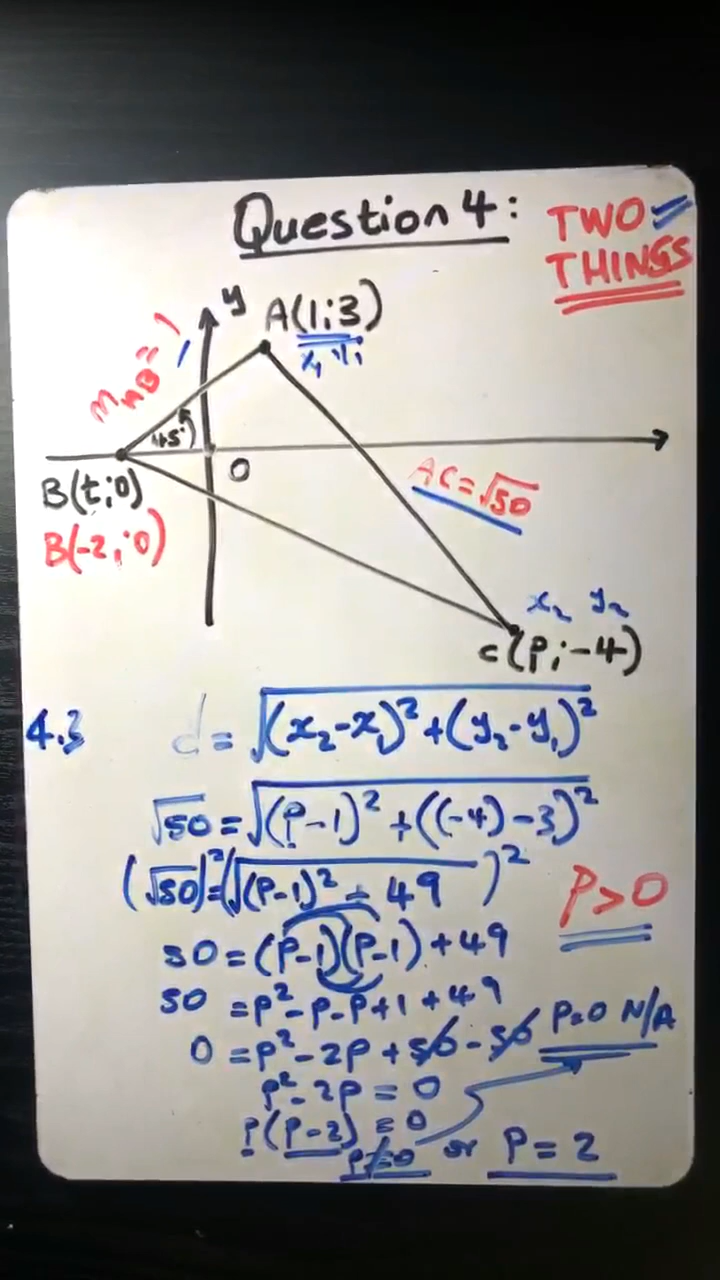 Question 4:
TWO
THINGS
y
A(1;3)
x₁ y₁
m_AB = 1
45°
O
B(t;0)
B(-2;0)
AC = √50
x₂ y₂
C(P;-4)
4.3 d = √((x₂-x₁)² + (y₂-y₁)²)
√50 = √((P-1)² + ((-4)-3)²)
(√50)² = (√((P-1)² + 49))²
P>0
50 = (P-1)(P-1) + 49
50 = P² - P - P + 1 + 49
0 = P² - 2P + 50 - 50
P=0 N/A
P² - 2P = 0
P(P-2) = 0
P≠0 or P = 2